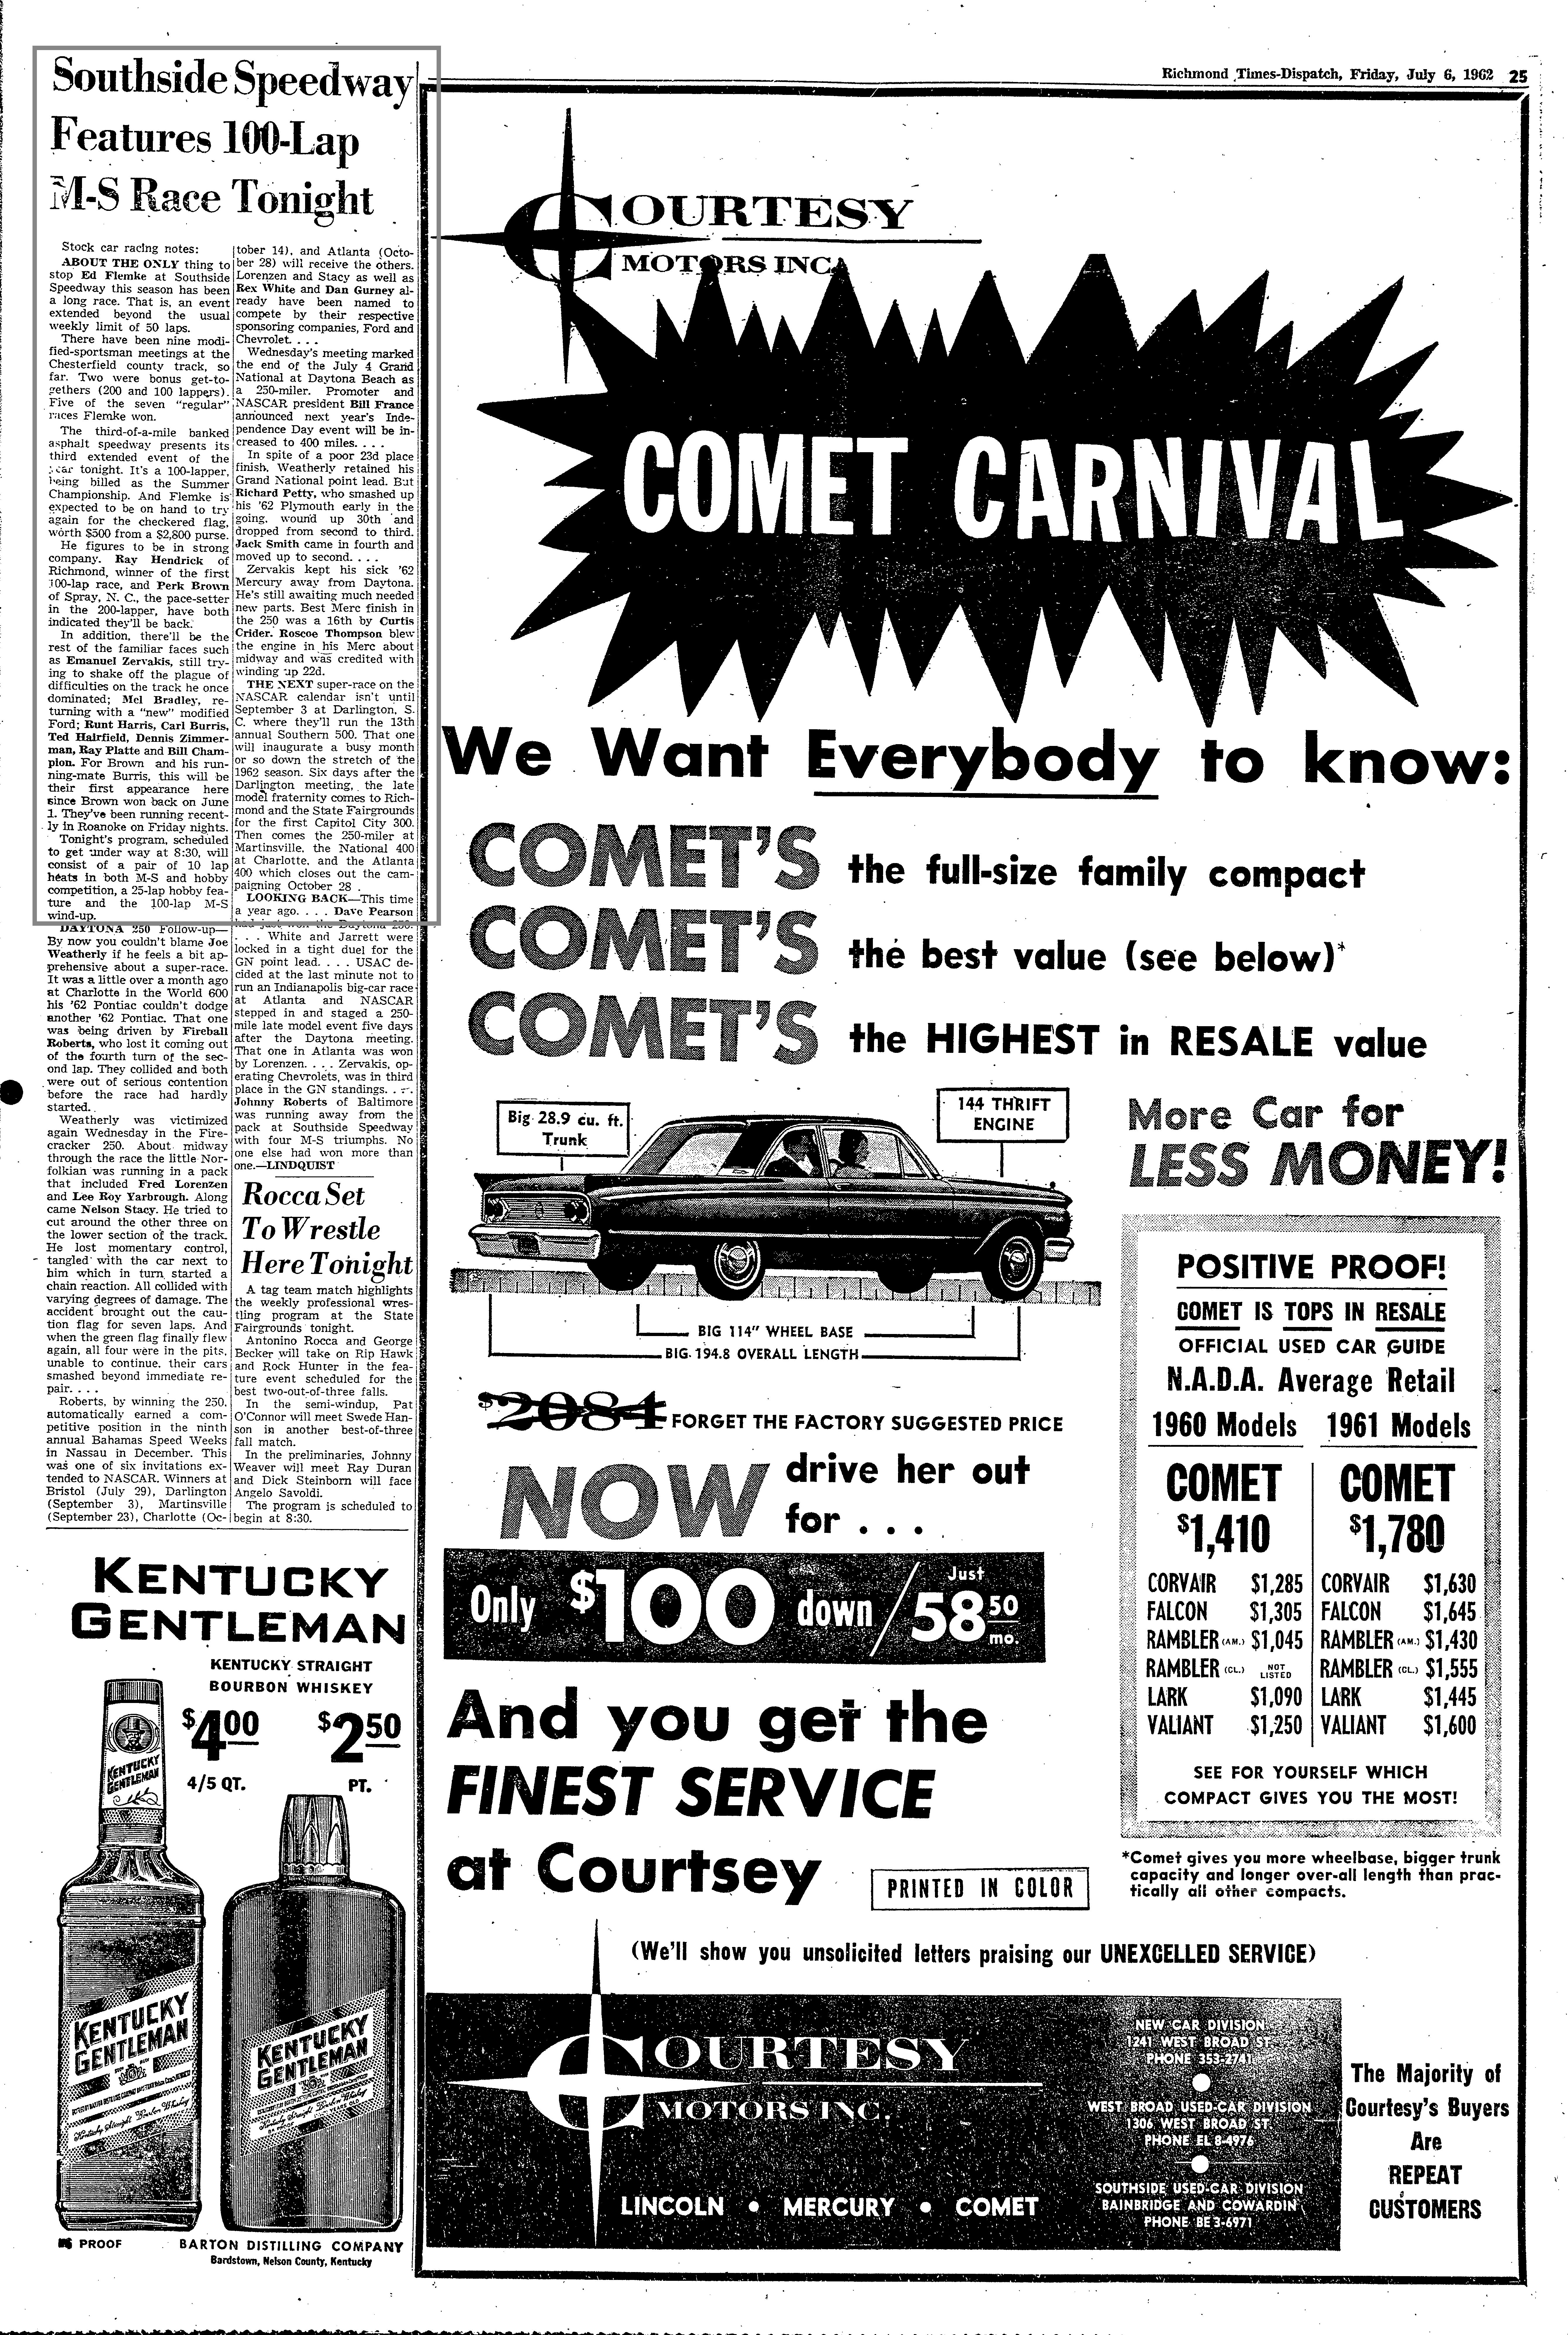 Richmond Times-Dispatch, Friday, July 6, 1962 25
Southside Speedway
Features 100-Lap
M-S Race Tonight
Stock car racing notes:
ABOUT THE ONLY thing to
stop Ed Flemke at Southside
Speedway this season has been
a long race. That is, an event
extended beyond the usual
weekly limit of 50 laps.
There have been nine modi-
fied-sportsman meetings at the
Chesterfield county track, so
far. Two were bonus get-to-
gethers (200 and 100 lappers).
Five of the seven "regular"
races Flemke won.
The third-of-a-mile banked
asphalt speedway presents its
third extended event of the
year tonight. It's a 100-lapper,
being billed as the Summer
Championship. And Flemke is
expected to be on hand to try
again for the checkered flag,
worth $500 from a $2,800 purse.
He figures to be in strong
company. Ray Hendrick of
Richmond, winner of the first
100-lap race, and Perk Brown
of Spray, N. C., the pace-setter
in the 200-lapper, have both
indicated they'll be back.
In addition, there'll be the
rest of the familiar faces such
as Emanuel Zervakis, still try-
ing to shake off the plague of
difficulties on the track he once
dominated; Mel Bradley, re-
turning with a "new" modified
Ford; Runt Harris, Carl Burris,
Ted Hairfield, Dennis Zimmer-
man, Ray Platte and Bill Cham-
pion. For Brown and his run-
ning-mate Burris, this will be
their first appearance here
since Brown won back on June
1. They've been running recent-
ly in Roanoke on Friday nights.
Tonight's program, scheduled
to get under way at 8:30, will
consist of a pair of 10 lap
heats in both M-S and hobby
competition, a 25-lap hobby fea-
ture and the 100-lap M-S
wind-up.
DAYTONA 250 Follow-up—
By now you couldn't blame Joe
Weatherly if he feels a bit ap-
prehensive about a super-race.
It was a little over a month ago
at Charlotte in the World 600
his '62 Pontiac couldn't dodge
another '62 Pontiac. That one
was being driven by Fireball
Roberts, who lost it coming out
of the fourth turn of the sec-
ond lap. They collided and both
were out of serious contention
before the race had hardly
started.
Weatherly was victimized
again Wednesday in the Fire-
cracker 250. About midway
through the race the little Nor-
folkian was running in a pack
that included Fred Lorenzen
and Lee Roy Yarbrough. Along
came Nelson Stacy. He tried to
cut around the other three on
the lower section of the track.
He lost momentary control,
tangled with the car next to
him which in turn started a
chain reaction. All collided with
varying degrees of damage. The
accident brought out the cau-
tion flag for seven laps. And
when the green flag finally flew
again, all four were in the pits,
unable to continue, their cars
smashed beyond immediate re-
pair. . . .
Roberts, by winning the 250,
automatically earned a com-
petitive position in the ninth
annual Bahamas Speed Weeks
in Nassau in December. This
was one of six invitations ex-
tended to NASCAR. Winners at
Bristol (July 29), Darlington
(September 3), Martinsville
(September 23), Charlotte (Oc-
tober 14), and Atlanta (Octo-
ber 28) will receive the others.
Lorenzen and Stacy as well as
Rex White and Dan Gurney al-
ready have been named to
compete by their respective
sponsoring companies, Ford and
Chevrolet. . . .
Wednesday's meeting marked
the end of the July 4 Grand
National at Daytona Beach as
a 250-miler. Promoter and
NASCAR president Bill France
announced next year's Inde-
pendence Day event will be in-
creased to 400 miles. . . .
In spite of a poor 23d place
finish, Weatherly retained his
Grand National point lead. But
Richard Petty, who smashed up
his '62 Plymouth early in the
going, wound up 30th and
dropped from second to third.
Jack Smith came in fourth and
moved up to second. . . .
Zervakis kept his sick '62
Mercury away from Daytona.
He's still awaiting much needed
new parts. Best Merc finish in
the 250 was a 16th by Curtis
Crider. Roscoe Thompson blew
the engine in his Merc about
midway and was credited with
winding up 22d.
THE NEXT super-race on the
NASCAR calendar isn't until
September 3 at Darlington, S.
C. where they'll run the 13th
annual Southern 500. That one
will inaugurate a busy month
or so down the stretch of the
1962 season. Six days after the
Darlington meeting, the late
model fraternity comes to Rich-
mond and the State Fairgrounds
for the first Capitol City 300.
Then comes the 250-miler at
Martinsville, the National 400
at Charlotte, and the Atlanta
400 which closes out the cam-
paigning October 28 .
LOOKING BACK—This time
a year ago. . . . Dave Pearson
had just won the Daytona 250.
. . . White and Jarrett were
locked in a tight duel for the
GN point lead. . . . USAC de-
cided at the last minute not to
run an Indianapolis big-car race
at Atlanta and NASCAR
stepped in and staged a 250-
mile late model event five days
after the Daytona meeting.
That one in Atlanta was won
by Lorenzen. . . . Zervakis, op-
erating Chevrolets, was in third
place in the GN standings. . . .
Johnny Roberts of Baltimore
was running away from the
pack at Southside Speedway
with four M-S triumphs. No
one else had won more than
one.—LINDQUIST
Rocca Set
To Wrestle
Here Tonight
A tag team match highlights
the weekly professional wres-
tling program at the State
Fairgrounds tonight.
Antonino Rocca and George
Becker will take on Rip Hawk
and Rock Hunter in the fea-
ture event scheduled for the
best two-out-of-three falls.
In the semi-windup, Pat
O'Connor will meet Swede Han-
son in another best-of-three
fall match.
In the preliminaries, Johnny
Weaver will meet Ray Duran
and Dick Steinborn will face
Angelo Savoldi.
The program is scheduled to
begin at 8:30.
KENTUCKY
GENTLEMAN
KENTUCKY STRAIGHT
BOURBON WHISKEY
$4.00 $2.50
4/5 QT. PT.
KENTUCKY
GENTLEMAN
KENTUCKY
GENTLEMAN
Kentucky Straight Bourbon Whiskey
KENTUCKY
GENTLEMAN
Kentucky Straight Bourbon Whiskey
PROOF BARTON DISTILLING COMPANY
Bardstown, Nelson County, Kentucky
COURTESY
MOTORS INC.
COMET CARNIVAL
We Want Everybody to know:
COMET'S the full-size family compact
COMET'S the best value (see below)*
COMET'S the HIGHEST in RESALE value
Big 28.9 cu. ft.
Trunk
144 THRIFT
ENGINE
BIG 114" WHEEL BASE
BIG 194.8 OVERALL LENGTH
More Car for
LESS MONEY!
$2084 FORGET THE FACTORY SUGGESTED PRICE
NOW drive her out
for . . .
Only $100 down / Just 58.50 mo.
And you get the
FINEST SERVICE
at Courtsey
PRINTED IN COLOR
POSITIVE PROOF!
COMET IS TOPS IN RESALE
OFFICIAL USED CAR GUIDE
N.A.D.A. Average Retail
1960 Models 1961 Models
COMET COMET
$1,410 $1,780
CORVAIR $1,285 CORVAIR $1,630
FALCON $1,305 FALCON $1,645
RAMBLER (AM.) $1,045 RAMBLER (AM.) $1,430
RAMBLER (CL.) NOT LISTED RAMBLER (CL.) $1,555
LARK $1,090 LARK $1,445
VALIANT $1,250 VALIANT $1,600
SEE FOR YOURSELF WHICH
COMPACT GIVES YOU THE MOST!
*Comet gives you more wheelbase, bigger trunk
capacity and longer over-all length than prac-
tically all other compacts.
(We'll show you unsolicited letters praising our UNEXCELLED SERVICE)
COURTESY
MOTORS INC.
LINCOLN • MERCURY • COMET
NEW CAR DIVISION
1241 WEST BROAD ST.
PHONE 353-2741
WEST BROAD USED-CAR DIVISION
1306 WEST BROAD ST.
PHONE EL 8-4976
SOUTHSIDE USED-CAR DIVISION
BAINBRIDGE AND COWARDIN
PHONE BE 3-6971
The Majority of
Courtesy's Buyers
Are
REPEAT
CUSTOMERS